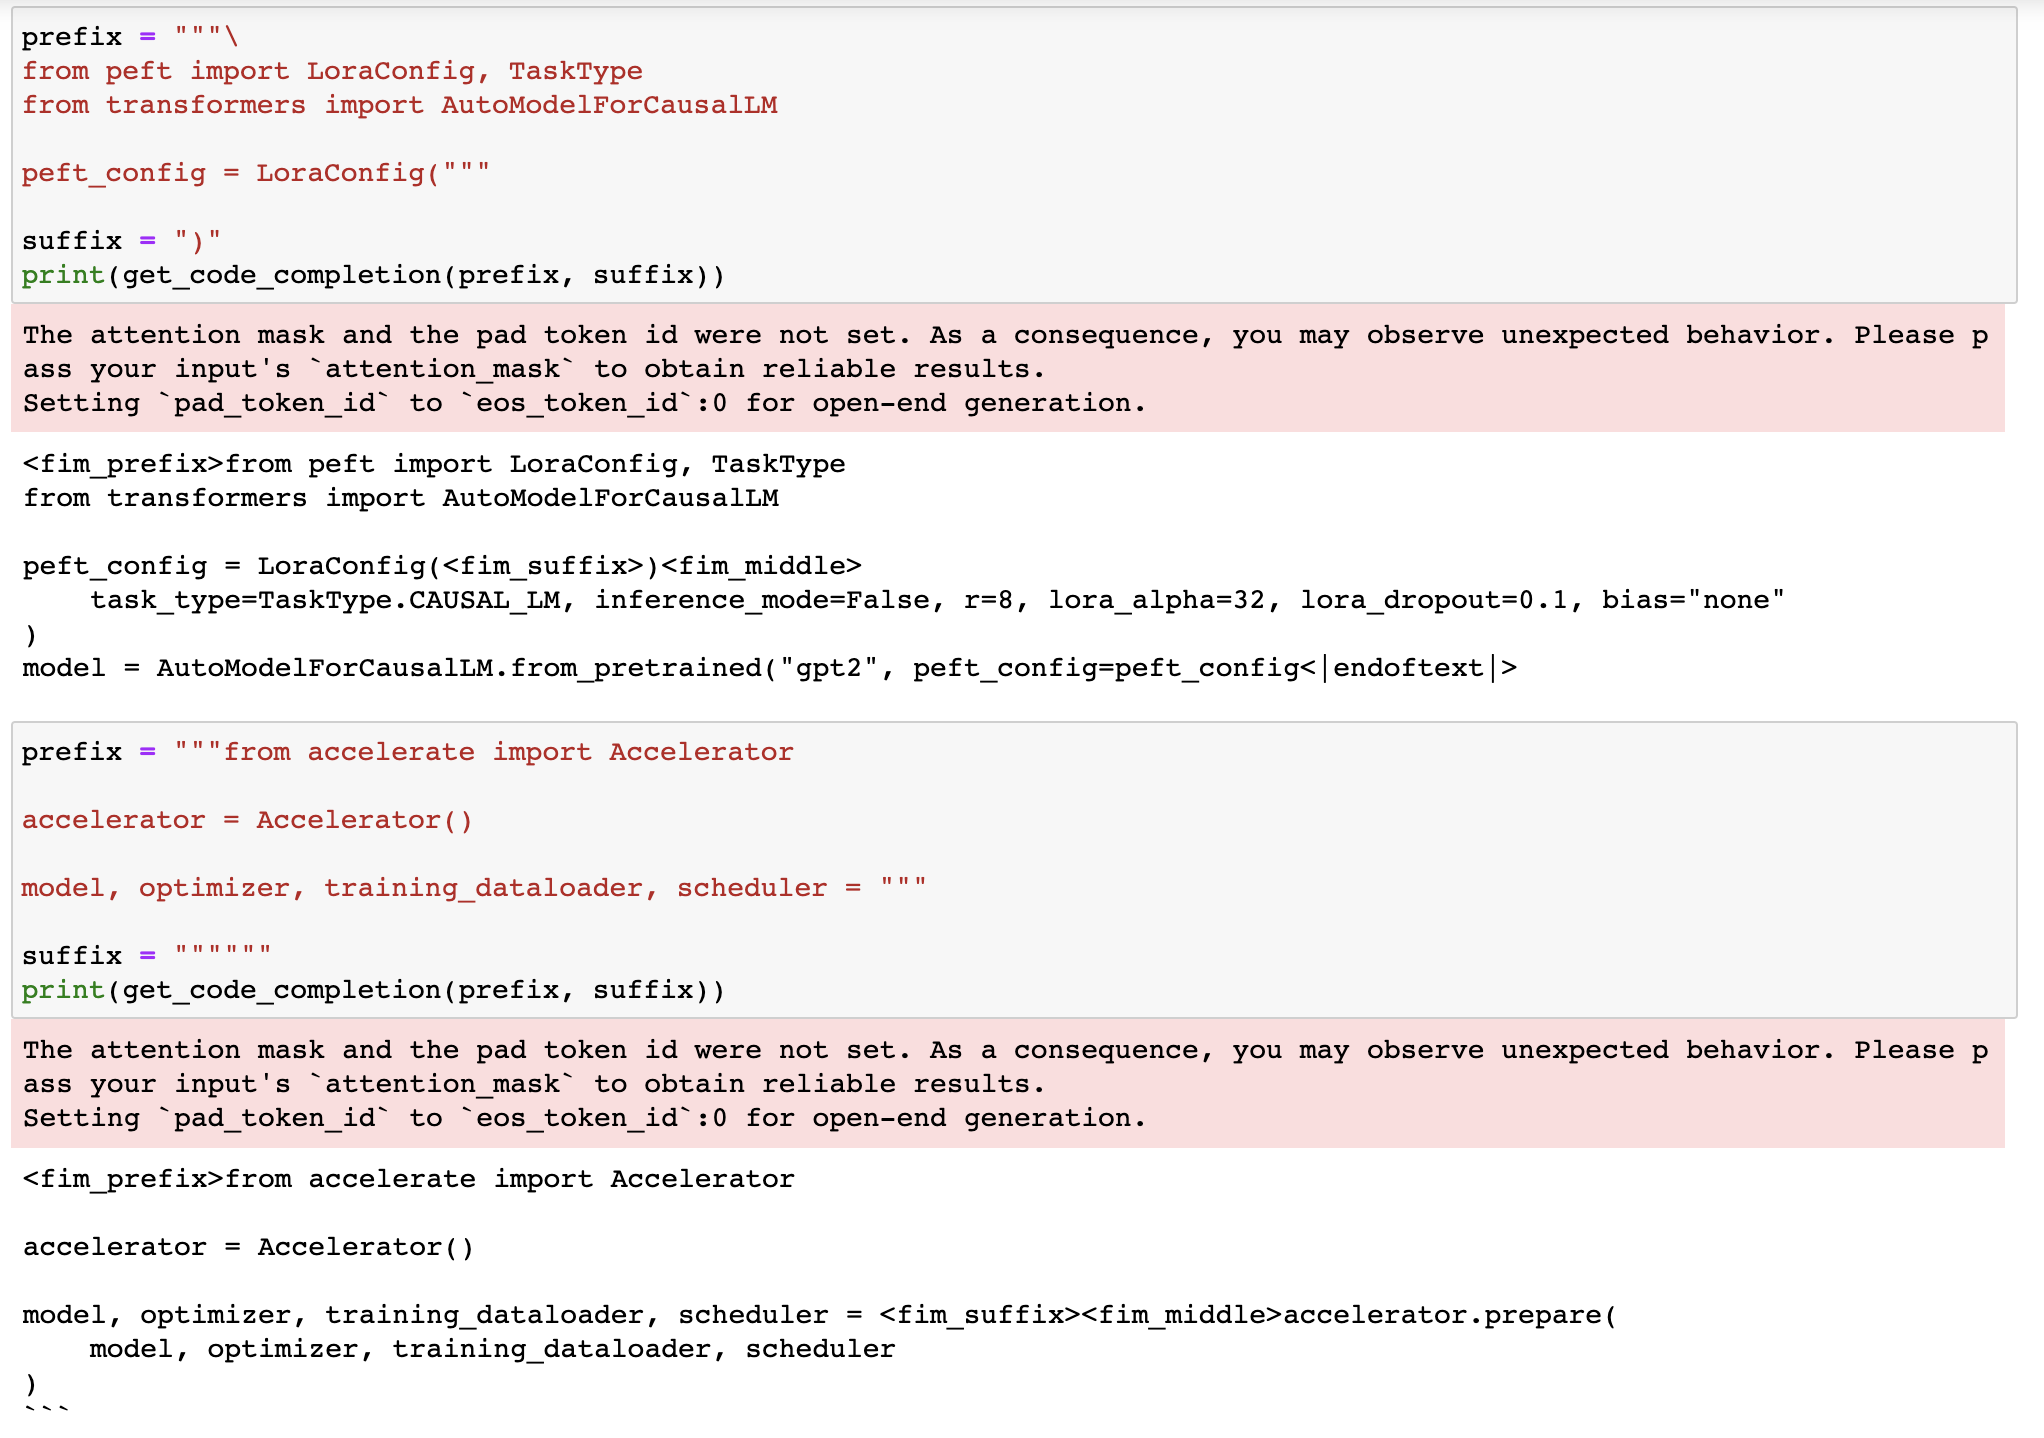 prefix = """\
from peft import LoraConfig, TaskType
from transformers import AutoModelForCausalLM
peft_config = LoraConfig("""
suffix = ")"
print(get_code_completion(prefix, suffix))
The attention mask and the pad token id were not set. As a consequence, you may observe unexpected behavior. Please p
ass your input's `attention_mask` to obtain reliable results.
Setting `pad_token_id` to `eos_token_id`:0 for open-end generation.
<fim_prefix>from peft import LoraConfig, TaskType
from transformers import AutoModelForCausalLM
peft_config = LoraConfig(<fim_suffix>)<fim_middle>
    task_type=TaskType.CAUSAL_LM, inference_mode=False, r=8, lora_alpha=32, lora_dropout=0.1, bias="none"
)
model = AutoModelForCausalLM.from_pretrained("gpt2", peft_config=peft_config<|endoftext|>
prefix = """from accelerate import Accelerator
accelerator = Accelerator()
model, optimizer, training_dataloader, scheduler = """
suffix = """"""
print(get_code_completion(prefix, suffix))
The attention mask and the pad token id were not set. As a consequence, you may observe unexpected behavior. Please p
ass your input's `attention_mask` to obtain reliable results.
Setting `pad_token_id` to `eos_token_id`:0 for open-end generation.
<fim_prefix>from accelerate import Accelerator
accelerator = Accelerator()
model, optimizer, training_dataloader, scheduler = <fim_suffix><fim_middle>accelerator.prepare(
    model, optimizer, training_dataloader, scheduler
)
```